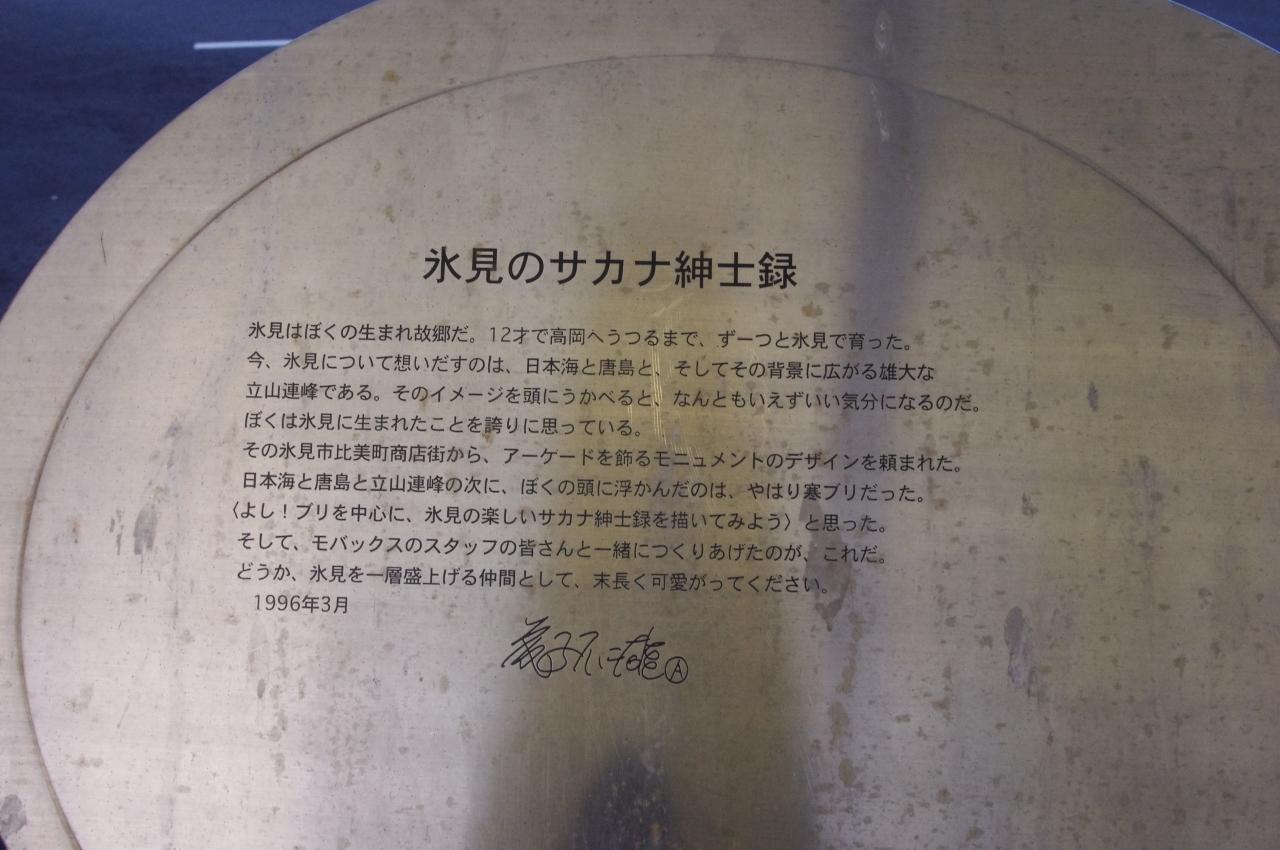 氷見のサカナ紳士録
氷見はぼくの生まれ故郷だ。12才で高岡へうつるまで、ずーつと氷見で育った。
今、氷見について想いだすのは、日本海と唐島と、そしてその背景に広がる雄大な
立山連峰である。そのイメージを頭にうかべると、なんともいえずいい気分になるのだ。
ぼくは氷見に生まれたことを誇りに思っている。
その氷見市比美町商店街から、アーケードを飾るモニュメントのデザインを頼まれた。
日本海と唐島と立山連峰の次に、ぼくの頭に浮かんだのは、やはり寒ブリだった。
〈よし！ブリを中心に、氷見の楽しいサカナ紳士録を描いてみよう〉と思った。
そして、モバックスのスタッフの皆さんと一緒につくりあげたのが、これだ。
どうか、氷見を一層盛上げる仲間として、末長く可愛がってください。
1996年3月
Ⓐ